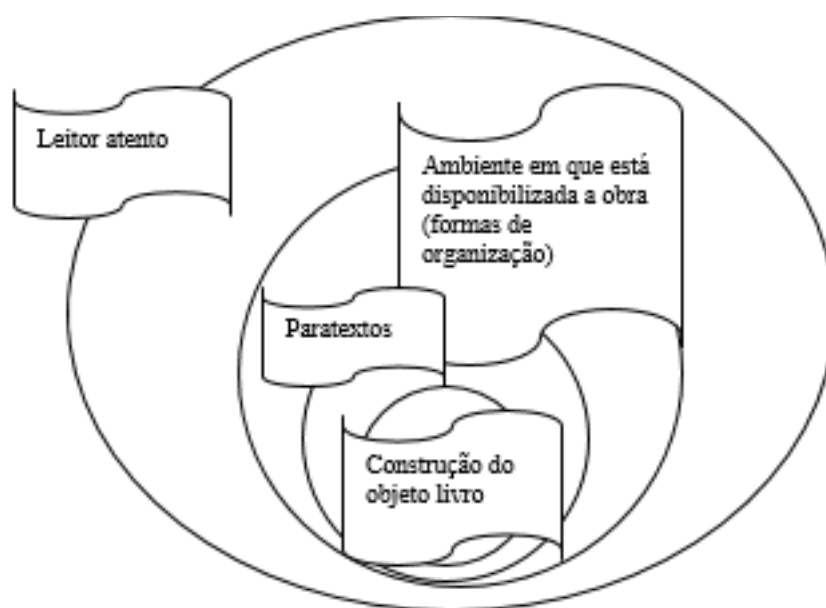 Leitor atento
Ambiente em que está
disponibilizada a obra
(formas de
organização)
Paratextos
Construção do
objeto livro